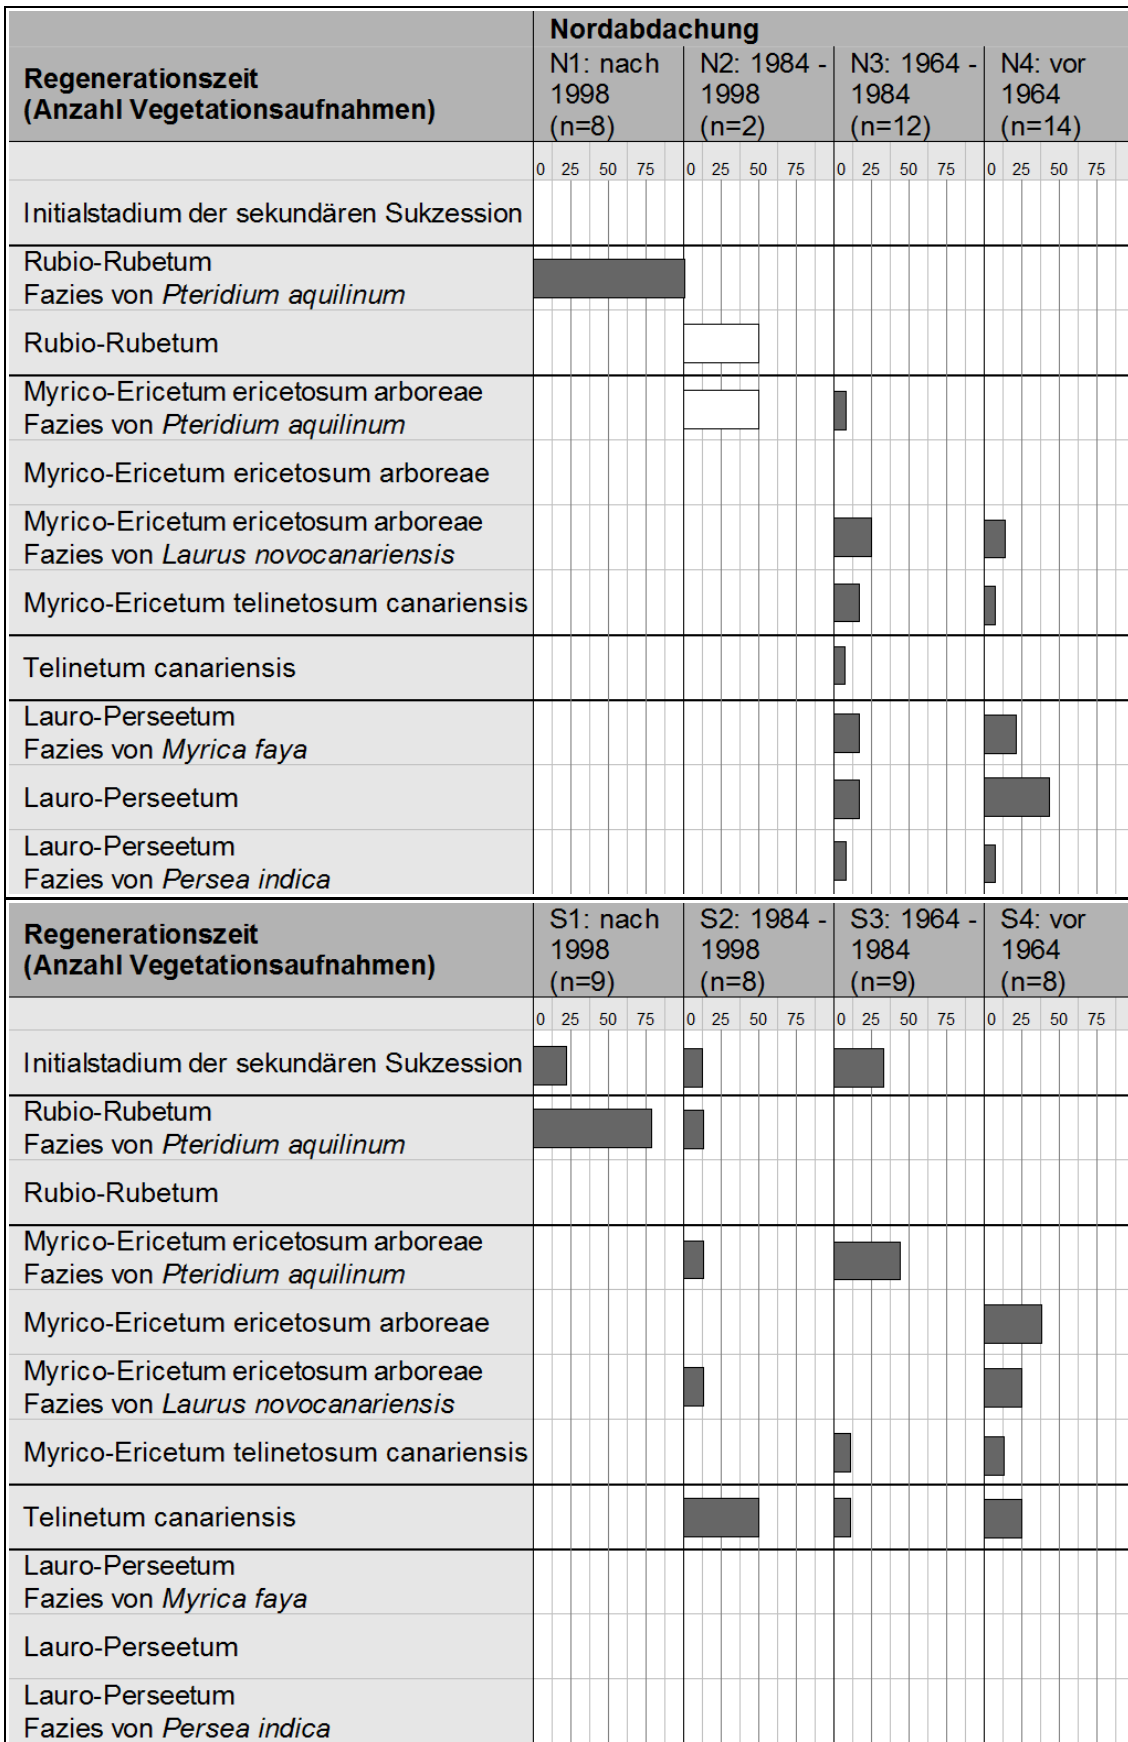 Nordabdachung
Regenerationszeit
(Anzahl Vegetationsaufnahmen)
N1: nach
1998
(n=8)
N2: 1984 -
1998
(n=2)
N3: 1964 -
1984
(n=12)
N4: vor
1964
(n=14)
0 25 50 75 0 25 50 75 0 25 50 75 0 25 50 75
Initialstadium der sekundären Sukzession
Rubio-Rubetum
Fazies von Pteridium aquilinum
Rubio-Rubetum
Myrico-Ericetum ericetosum arboreae
Fazies von Pteridium aquilinum
Myrico-Ericetum ericetosum arboreae
Myrico-Ericetum ericetosum arboreae
Fazies von Laurus novocanariensis
Myrico-Ericetum telinetosum canariensis
Telinetum canariensis
Lauro-Perseetum
Fazies von Myrica faya
Lauro-Perseetum
Lauro-Perseetum
Fazies von Persea indica
Regenerationszeit
(Anzahl Vegetationsaufnahmen)
S1: nach
1998
(n=9)
S2: 1984 -
1998
(n=8)
S3: 1964 -
1984
(n=9)
S4: vor
1964
(n=8)
0 25 50 75 0 25 50 75 0 25 50 75 0 25 50 75
Initialstadium der sekundären Sukzession
Rubio-Rubetum
Fazies von Pteridium aquilinum
Rubio-Rubetum
Myrico-Ericetum ericetosum arboreae
Fazies von Pteridium aquilinum
Myrico-Ericetum ericetosum arboreae
Myrico-Ericetum ericetosum arboreae
Fazies von Laurus novocanariensis
Myrico-Ericetum telinetosum canariensis
Telinetum canariensis
Lauro-Perseetum
Fazies von Myrica faya
Lauro-Perseetum
Lauro-Perseetum
Fazies von Persea indica